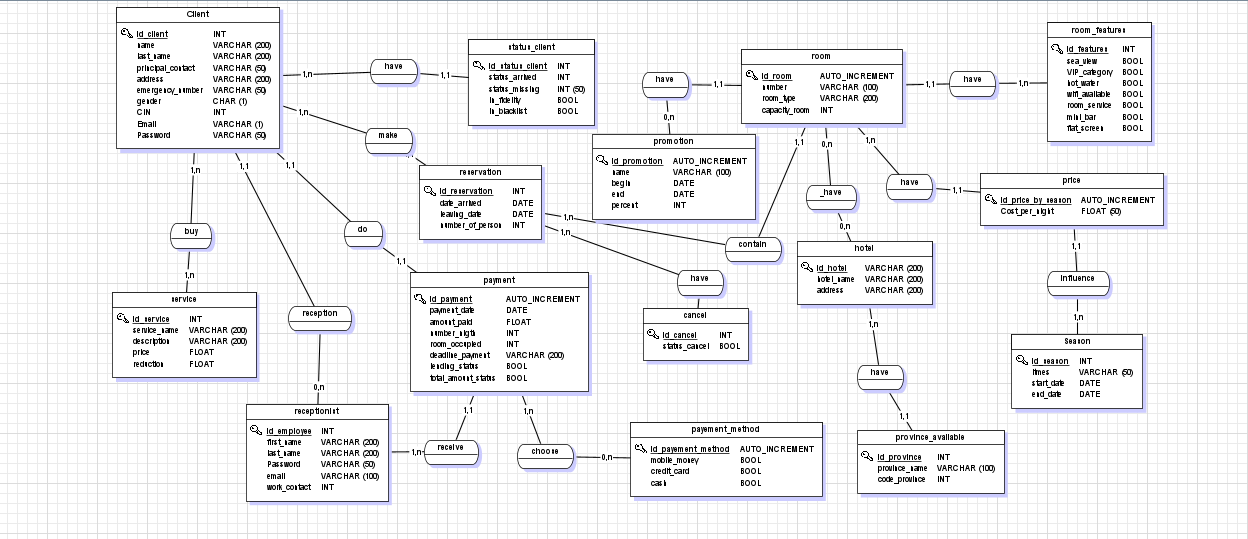 Client
id_client INT
name VARCHAR (200)
last_name VARCHAR (200)
principal_contact VARCHAR (50)
address VARCHAR (200)
emergency_number VARCHAR (50)
gender CHAR (1)
CIN INT
Email VARCHAR (1)
Password VARCHAR (50)
1,n
have
1,1
status_client
id_status_client INT
status_arrived INT
status_missing INT (50)
in_fidelity BOOL
in_blacklist BOOL
1,n
make
reservation
id_reservation INT
date_arrived DATE
leaving_date DATE
number_of_person INT
have
1,1
0,n
promotion
id_promotion AUTO_INCREMENT
name VARCHAR (100)
begin DATE
end DATE
percent INT
room
id_room AUTO_INCREMENT
number VARCHAR (100)
room_type VARCHAR (200)
capacity_room INT
1,1
have
1,n
room_features
id_features INT
sea_view BOOL
VIP_category BOOL
hot_water BOOL
wifi_available BOOL
room_service BOOL
mini_bar BOOL
flat_screen BOOL
1,1
0,n
1,n
_have
0,n
have
1,1
price
id_price_by_season AUTO_INCREMENT
Cost_per_night FLOAT (50)
1,n
contain
1,n
have
cancel
id_cancel INT
status_cancel BOOL
hotel
id_hotel VARCHAR (200)
hotel_name VARCHAR (200)
address VARCHAR (200)
1,n
have
1,1
province_available
id_province INT
province_name VARCHAR (100)
code_province INT
1,1
influence
1,n
Season
id_season INT
times VARCHAR (50)
start_date DATE
end_date DATE
1,n
buy
1,n
service
id_service INT
service_name VARCHAR (200)
description VARCHAR (200)
price FLOAT
reduction FLOAT
1,1
reception
0,n
1,1
do
1,1
payment
id_payment AUTO_INCREMENT
payment_date DATE
amount_paid FLOAT
number_nigth INT
room_occupied INT
deadline_payment VARCHAR (200)
lending_status BOOL
total_amount_status BOOL
receptionist
id_employee INT
first_name VARCHAR (200)
last_name VARCHAR (200)
Password VARCHAR (50)
email VARCHAR (100)
work_contact INT
1,n
receive
1,1
1,n
choose
0,n
payement_method
id_payement_method AUTO_INCREMENT
mobile_money BOOL
credit_card BOOL
cash BOOL